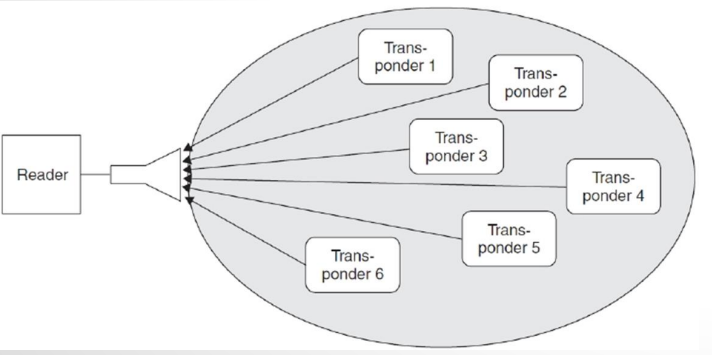 Trans-
ponder 1
Trans-
ponder 2
Trans-
ponder 3
Reader
Trans-
ponder 4
Trans-
ponder 5
Trans-
ponder 6